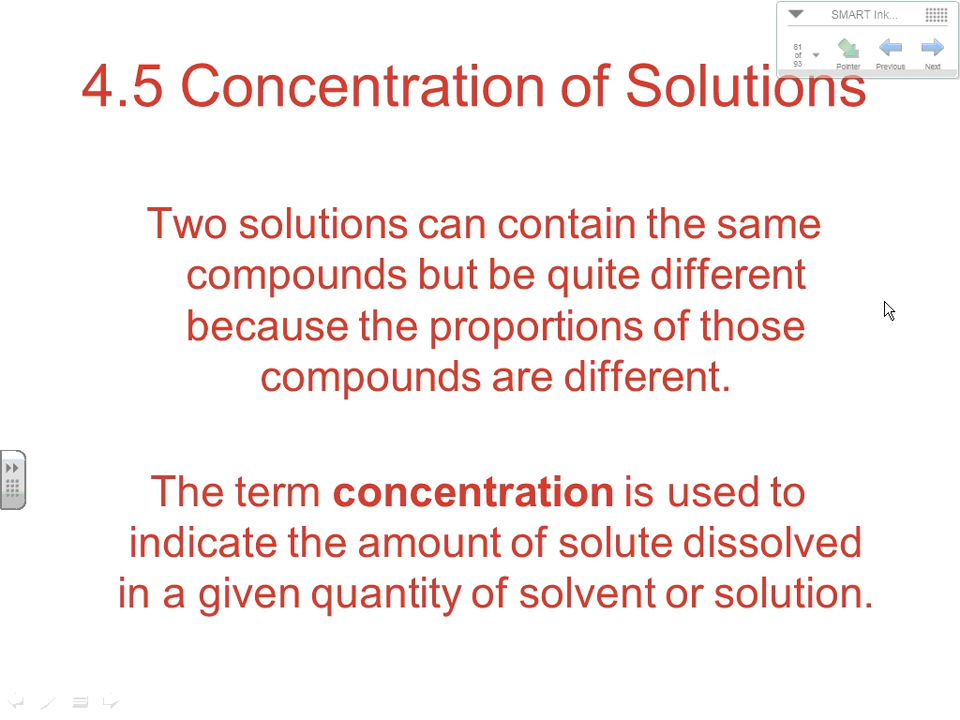 SMART Ink...
81
of
93
Pointer
Previous
Next
4.5 Concentration of Solutions
Two solutions can contain the same
compounds but be quite different
because the proportions of those
compounds are different.
The term concentration is used to
indicate the amount of solute dissolved
in a given quantity of solvent or solution.